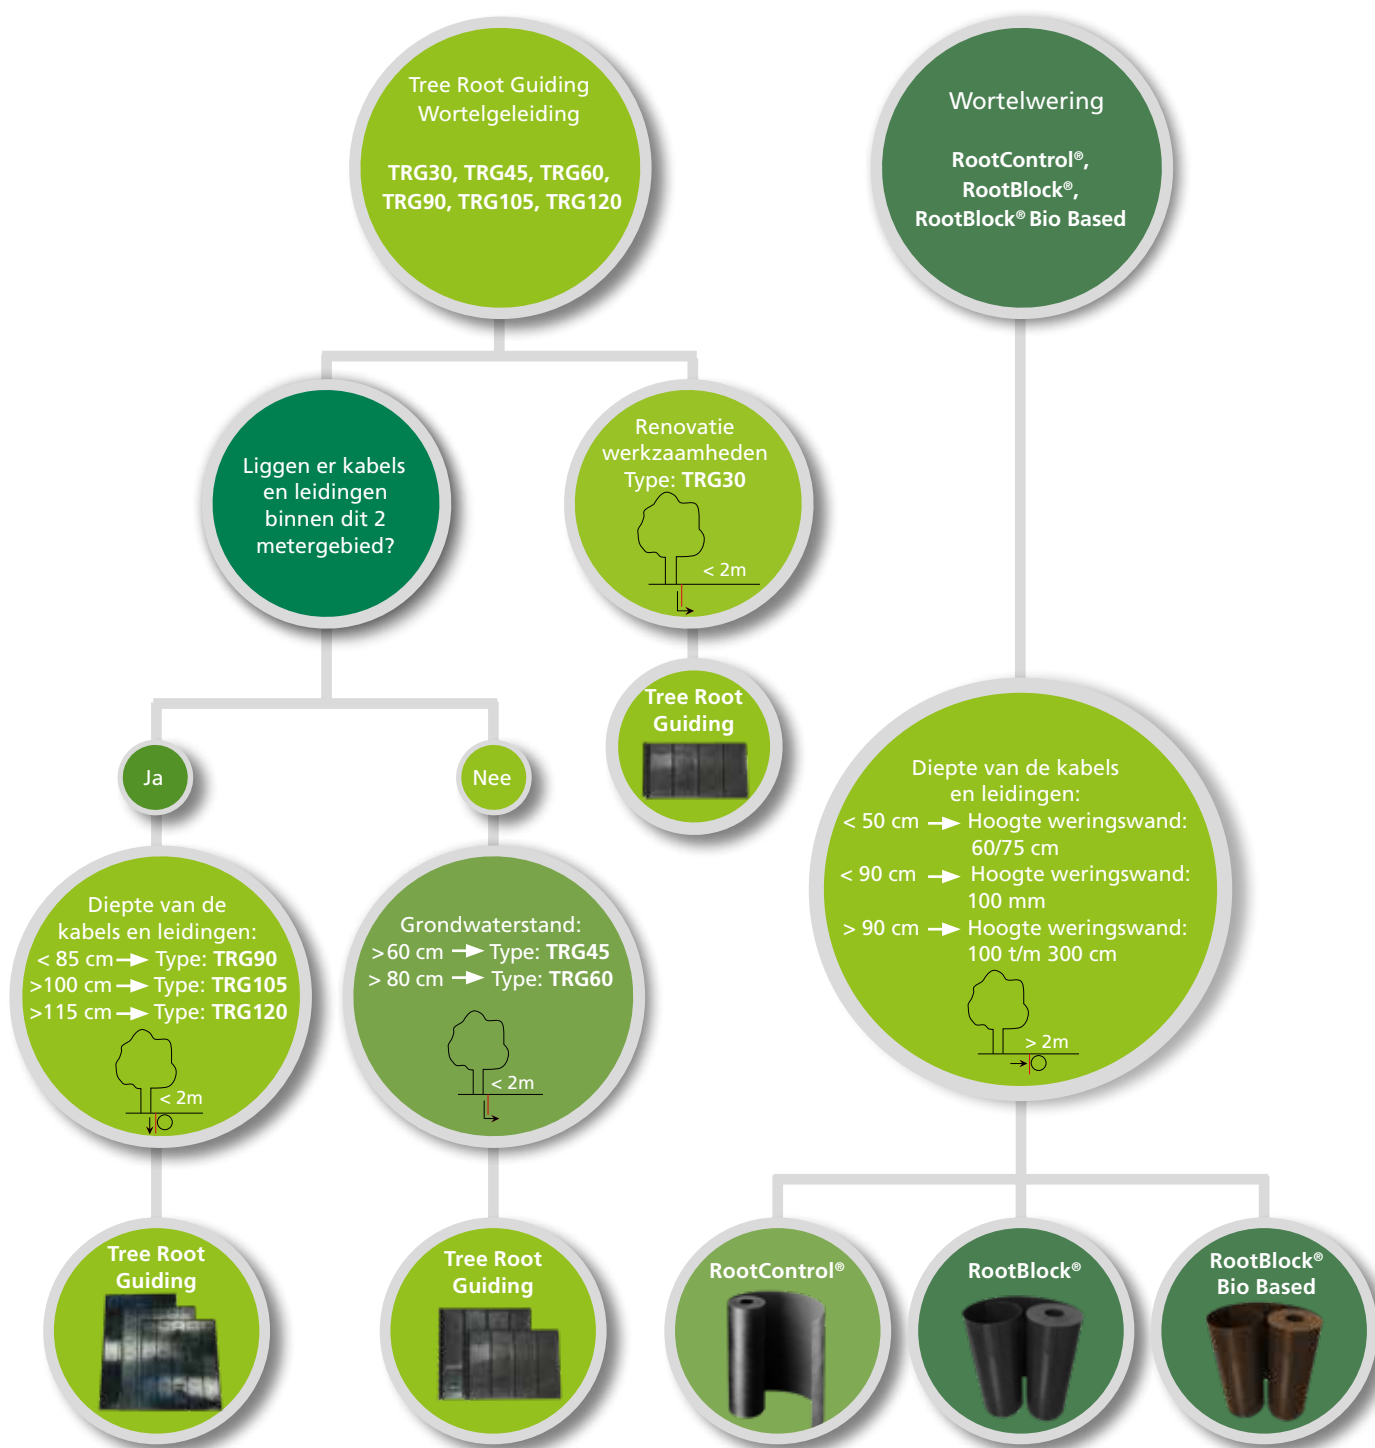 Tree Root Guiding
Wortelgeleiding
TRG30, TRG45, TRG60,
TRG90, TRG105, TRG120
Wortelwering
RootControl®,
RootBlock®,
RootBlock® Bio Based
Liggen er kabels
en leidingen
binnen dit 2
metergebied?
Renovatie
werkzaamheden
Type: TRG30
< 2m
Tree Root
Guiding
Ja
Nee
Diepte van de
kabels en leidingen:
< 85 cm → Type: TRG90
>100 cm → Type: TRG105
>115 cm → Type: TRG120
< 2m
Grondwaterstand:
>60 cm → Type: TRG45
> 80 cm → Type: TRG60
< 2m
Diepte van de kabels
en leidingen:
< 50 cm → Hoogte weringswand:
60/75 cm
< 90 cm → Hoogte weringswand:
100 mm
> 90 cm → Hoogte weringswand:
100 t/m 300 cm
> 2m
Tree Root
Guiding
Tree Root
Guiding
RootControl®
RootBlock®
RootBlock®
Bio Based